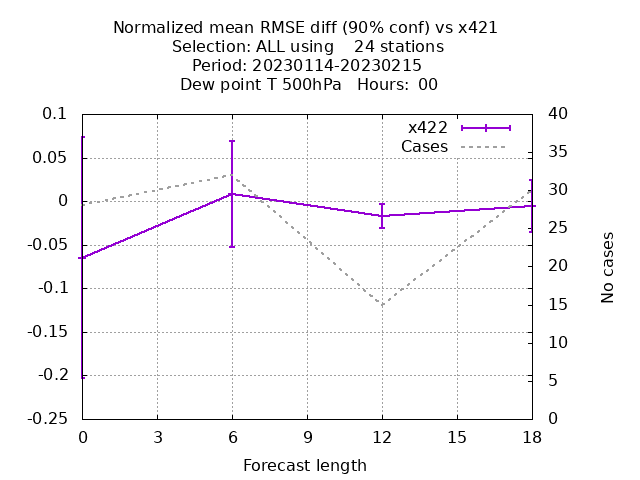 Normalized mean RMSE diff (90% conf) vs x421
Selection: ALL using    24 stations
Period: 20230114-20230215
Dew point T 500hPa   Hours:  00
x422
Cases
0.1
0.05
0
-0.05
-0.1
-0.15
-0.2
-0.25
40
35
30
25
20
15
10
5
0
No cases
0 3 6 9 12 15 18
Forecast length